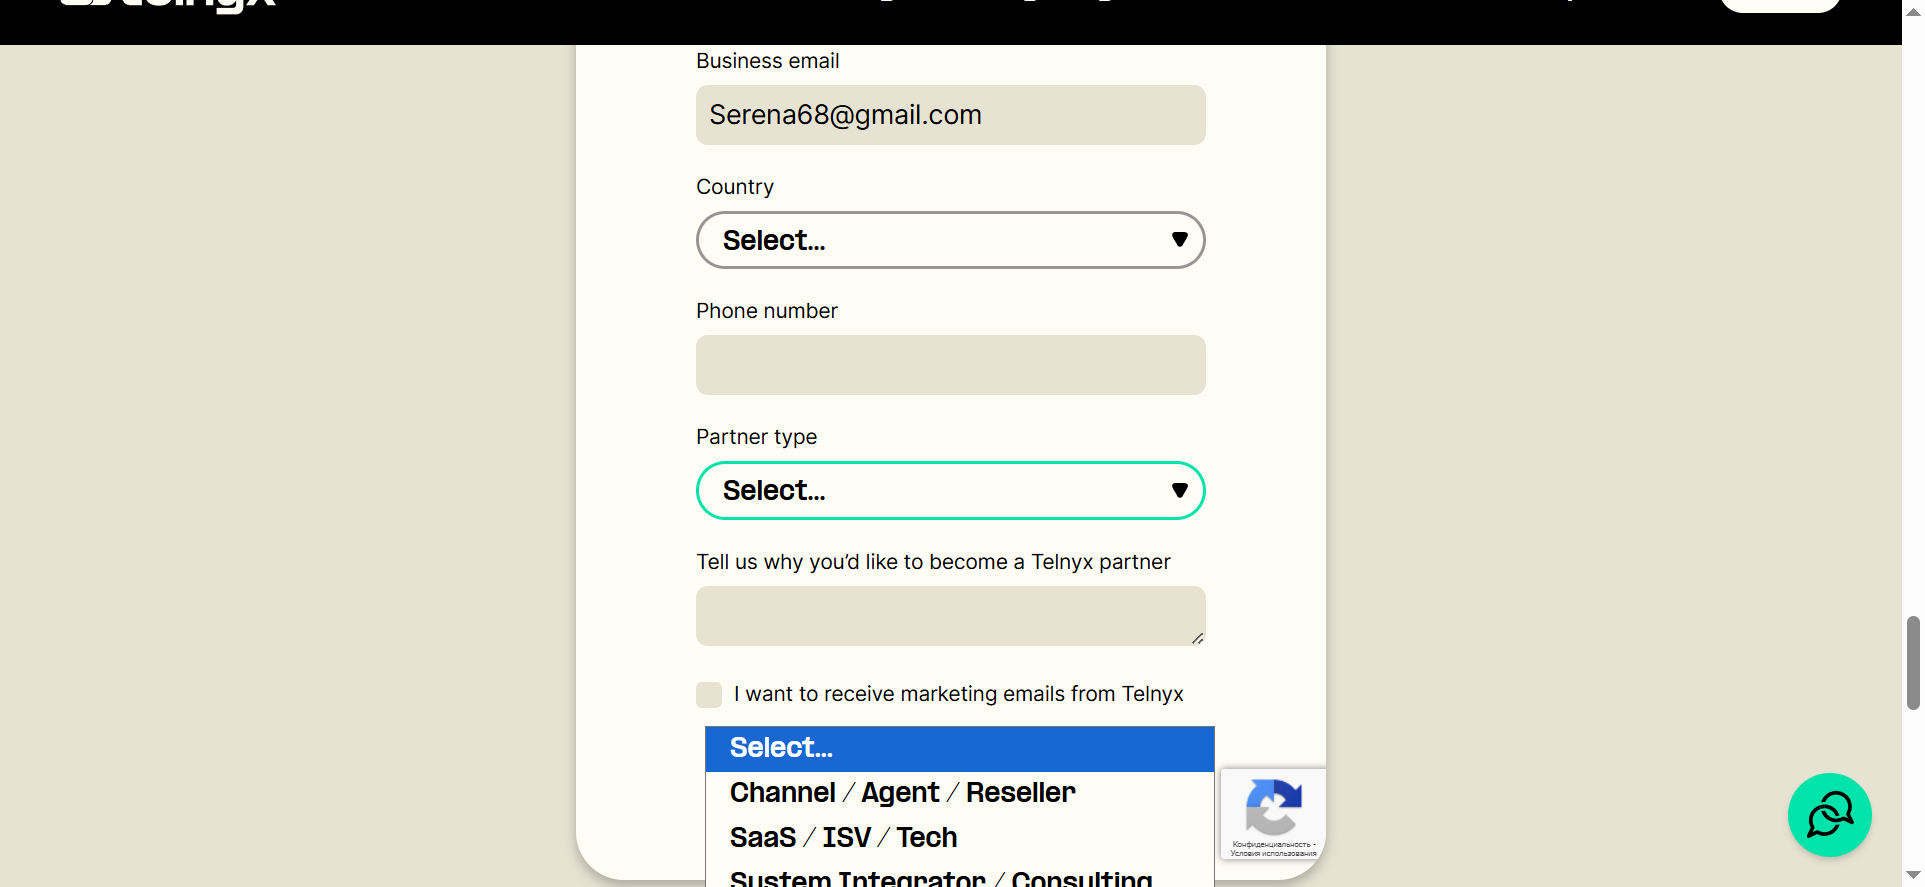 telnyx
Business email
Serena68@gmail.com
Country
Select...
Phone number
Partner type
Select...
Tell us why you’d like to become a Telnyx partner
I want to receive marketing emails from Telnyx
Select...
Channel / Agent / Reseller
SaaS / ISV / Tech
System Integrator / Consulting
Конфиденциальность -
Условия использования